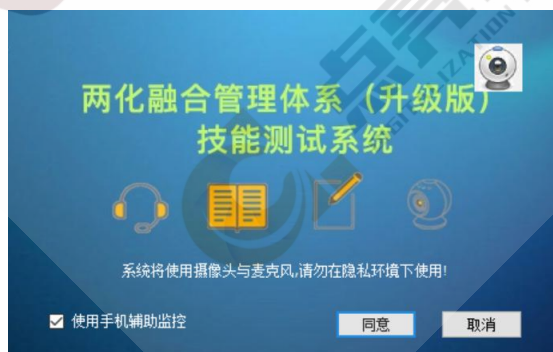 两化融合管理体系（升级版）
技能测试系统
系统将使用摄像头与麦克风,请勿在隐私环境下使用!
使用手机辅助监控
同意
取消